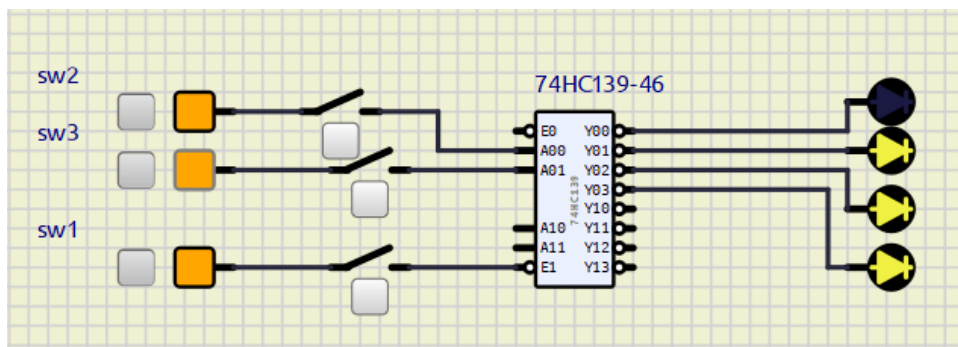 sw2
74HC139-46
sw3
E0 Y00
A00 Y01
A01 Y02
Y03
74HC139
Y10
sw1
A10 Y11
A11 Y12
E1 Y13